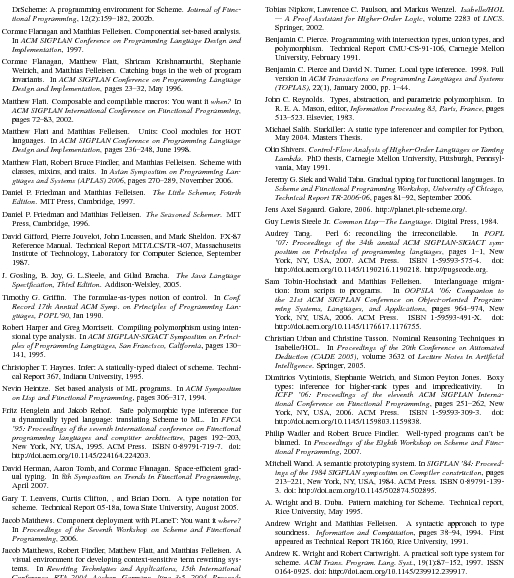 DrScheme: A programming environment for Scheme. Journal of Func-
tional Programming, 12(2):159–182, 2002b.
Cormac Flanagan and Matthias Felleisen. Componential set-based analysis.
In ACM SIGPLAN Conference on Programming Language Design and
Implementation, 1997.
Cormac Flanagan, Matthew Flatt, Shriram Krishnamurthi, Stephanie
Weirich, and Matthias Felleisen. Catching bugs in the web of program
invariants. In ACM SIGPLAN Conference on Programming Language
Design and Implementation, pages 23–32, May 1996.
Matthew Flatt. Composable and compilable macros: You want it when? In
ACM SIGPLAN International Conference on Functional Programming,
pages 72–83, 2002.
Matthew Flatt and Matthias Felleisen. Units: Cool modules for HOT
languages. In ACM SIGPLAN Conference on Programming Language
Design and Implementation, pages 236–248, June 1998.
Matthew Flatt, Robert Bruce Findler, and Matthias Felleisen. Scheme with
classes, mixins, and traits. In Asian Symposium on Programming Lan-
guages and Systems (APLAS) 2006, pages 270–289, November 2006.
Daniel P. Friedman and Matthias Felleisen. The Little Schemer, Fourth
Edition. MIT Press, Cambridge, 1997.
Daniel P. Friedman and Matthias Felleisen. The Seasoned Schemer. MIT
Press, Cambridge, 1996.
David Gifford, Pierre Jouvelot, John Lucassen, and Mark Sheldon. FX-87
Reference Manual. Technical Report MIT/LCS/TR-407, Massachusetts
Institute of Technology, Laboratory for Computer Science, September
1987.
J. Gosling, B. Joy, G. L. Steele, and Gilad Bracha. The Java Language
Specification, Third Edition. Addison-Welsley, 2005.
Timothy G. Griffin. The formulae-as-types notion of control. In Conf.
Record 17th Annual ACM Symp. on Principles of Programming Lan-
guages, POPL'90, Jan 1990.
Robert Harper and Greg Morrisett. Compiling polymorphism using inten-
sional type analysis. In ACM SIGPLAN-SIGACT Symposium on Princi-
ples of Programming Languages, San Francisco, California, pages 130–
141, 1995.
Christopher T. Haynes. Infer: A statically-typed dialect of scheme. Techni-
cal Report 367, Indiana University, 1995.
Nevin Heintze. Set based analysis of ML programs. In ACM Symposium
on Lisp and Functional Programming, pages 306–317, 1994.
Fritz Henglein and Jakob Rehof. Safe polymorphic type inference for
a dynamically typed language: translating Scheme to ML. In FPCA
'95: Proceedings of the seventh international conference on Functional
programming languages and computer architecture, pages 192–203,
New York, NY, USA, 1995. ACM Press. ISBN 0-89791-719-7. doi:
http://doi.acm.org/10.1145/224164.224203.
David Herman, Aaron Tomb, and Cormac Flanagan. Space-efficient grad-
ual typing. In 8th Symposium on Trends in Functional Programming,
April 2007.
Gary T. Leavens, Curtis Clifton, , and Brian Dorn. A type notation for
scheme. Technical Report 05-18a, Iowa State University, August 2005.
Jacob Matthews. Component deployment with PLaneT: You want it where?
In Proceedings of the Seventh Workshop on Scheme and Functional
Programming, 2006.
Jacob Matthews, Robert Findler, Matthew Flatt, and Matthias Felleisen. A
visual environment for developing context-sensitive term rewriting sys-
tems. In Rewriting Techniques and Applications, 15th International
Conference, RTA 2004, Aachen, Germany, June 3-5, 2004, Proceed-
Tobias Nipkow, Lawrence C. Paulson, and Markus Wenzel. Isabelle/HOL
— A Proof Assistant for Higher-Order Logic, volume 2283 of LNCS.
Springer, 2002.
Benjamin C. Pierce. Programming with intersection types, union types, and
polymorphism. Technical Report CMU-CS-91-106, Carnegie Mellon
University, February 1991.
Benjamin C. Pierce and David N. Turner. Local type inference. 1998. Full
version in ACM Transactions on Programming Languages and Systems
(TOPLAS), 22(1), January 2000, pp. 1–44.
John C. Reynolds. Types, abstraction, and parametric polymorphism. In
R. E. A. Mason, editor, Information Processing 83, Paris, France, pages
513–523. Elsevier, 1983.
Michael Salib. Starkiller: A static type inferencer and compiler for Python,
May 2004. Masters Thesis.
Olin Shivers. Control-Flow Analysis of Higher-Order Languages or Taming
Lambda. PhD thesis, Carnegie Mellon University, Pittsburgh, Pennsyl-
vania, May 1991.
Jeremy G. Siek and Walid Taha. Gradual typing for functional languages. In
Scheme and Functional Programming Workshop, University of Chicago,
Technical Report TR-2006-06, pages 81–92, September 2006.
Jens Axel Søgaard. Galore, 2006. http://planet.plt-scheme.org/.
Guy Lewis Steele Jr. Common Lisp—The Language. Digital Press, 1984.
Audrey Tang. Perl 6: reconciling the irreconcilable. In POPL
'07: Proceedings of the 34th annual ACM SIGPLAN-SIGACT sym-
posium on Principles of programming languages, pages 1–1, New
York, NY, 2007. ACM Press. ISBN 1-59593-575-4. doi:
http://doi.acm.org/10.1145/1190216.1190218. http://pugscode.org.
Sam Tobin-Hochstadt and Matthias Felleisen. Interlanguage migra-
tion: from scripts to programs. In OOPSLA '06: Companion to
the 21st ACM SIGPLAN conference on Object-oriented Program-
ming Systems, Languages, and Applications, pages 964–974, New
York, NY, USA, 2006. ACM Press. ISBN 1-59593-491-X. doi:
http://doi.acm.org/10.1145/1176617.1176755.
Christian Urban and Christine Tasson. Nominal Reasoning Techniques in
Isabelle/HOL. In Proceedings of the 20th Conference on Automated
Deduction (CADE 2005), volume 3632 of Lecture Notes in Artificial
Intelligence. Springer, 2005.
Dimitrios Vytiniotis, Stephanie Weirich, and Simon Peyton Jones. Boxy
types: inference for higher-rank types and impredicativity. In
ICFP '06: Proceedings of the eleventh ACM SIGPLAN Interna-
tional Conference on Functional Programming, pages 251–262, New
York, NY, USA, 2006. ACM Press. ISBN 1-59593-309-3. doi:
http://doi.acm.org/10.1145/1159803.1159838.
Philip Wadler and Robert Bruce Findler. Well-typed programs can't be
blamed. In Proceedings of the Eighth Workshop on Scheme and Func-
tional Programming, 2007.
Mitchell Wand. A semantic prototyping system. In SIGPLAN '84: Proceed-
ings of the 1984 SIGPLAN symposium on Compiler construction, pages
213–221, New York, NY, USA, 1984. ACM Press. ISBN 0-89791-139-
3. doi: http://doi.acm.org/10.1145/502874.502895.
A. Wright and B. Duba. Pattern matching for Scheme. Technical report,
Rice University, May 1995.
Andrew Wright and Matthias Felleisen. A syntactic approach to type
soundness. Information and Computation, pages 38–94, 1994. First
appeared as Technical Report TR160, Rice University, 1991.
Andrew K. Wright and Robert Cartwright. A practical soft type system for
scheme. ACM Trans. Program. Lang. Syst., 19(1):87–152, 1997. ISSN
0164-0925. doi: http://doi.acm.org/10.1145/239912.239917.